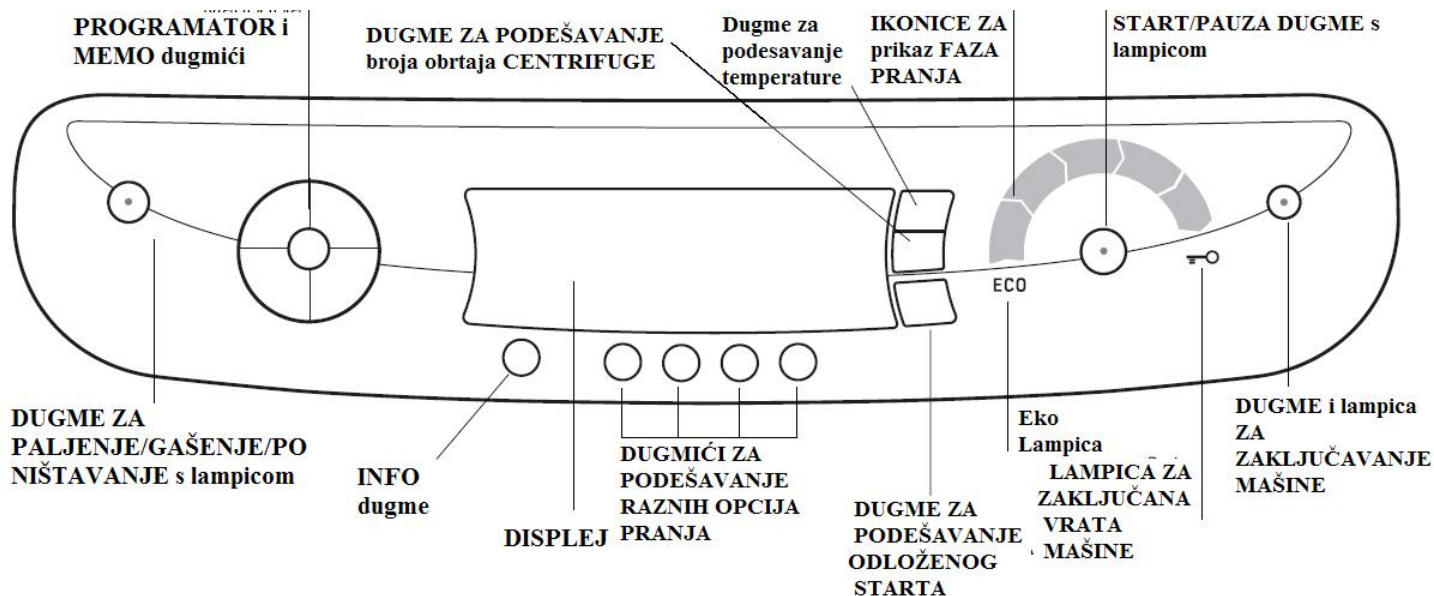 PROGRAMATOR i
MEMO dugmići
DUGME ZA PODEŠAVANJE
broja obrtaja CENTRIFUGE
Dugme za
podesavanje
temperature
IKONICE ZA
prikaz FAZA
PRANJA
START/PAUZA DUGME s
lampicom
ECO
DUGME ZA
PALJENJE/GAŠENJE/PO
NIŠTAVANJE s lampicom
INFO
dugme
DISPLEJ
DUGMIĆI ZA
PODEŠAVANJE
RAZNIH OPCIJA
PRANJA
DUGME ZA
PODEŠAVANJE
ODLOŽENOG
STARTA
Eko
Lampica
LAMPICA ZA
ZAKLJUČANA
VRATA
MAŠINE
DUGME i lampica
ZA
ZAKLJUČAVANJE
MAŠINE